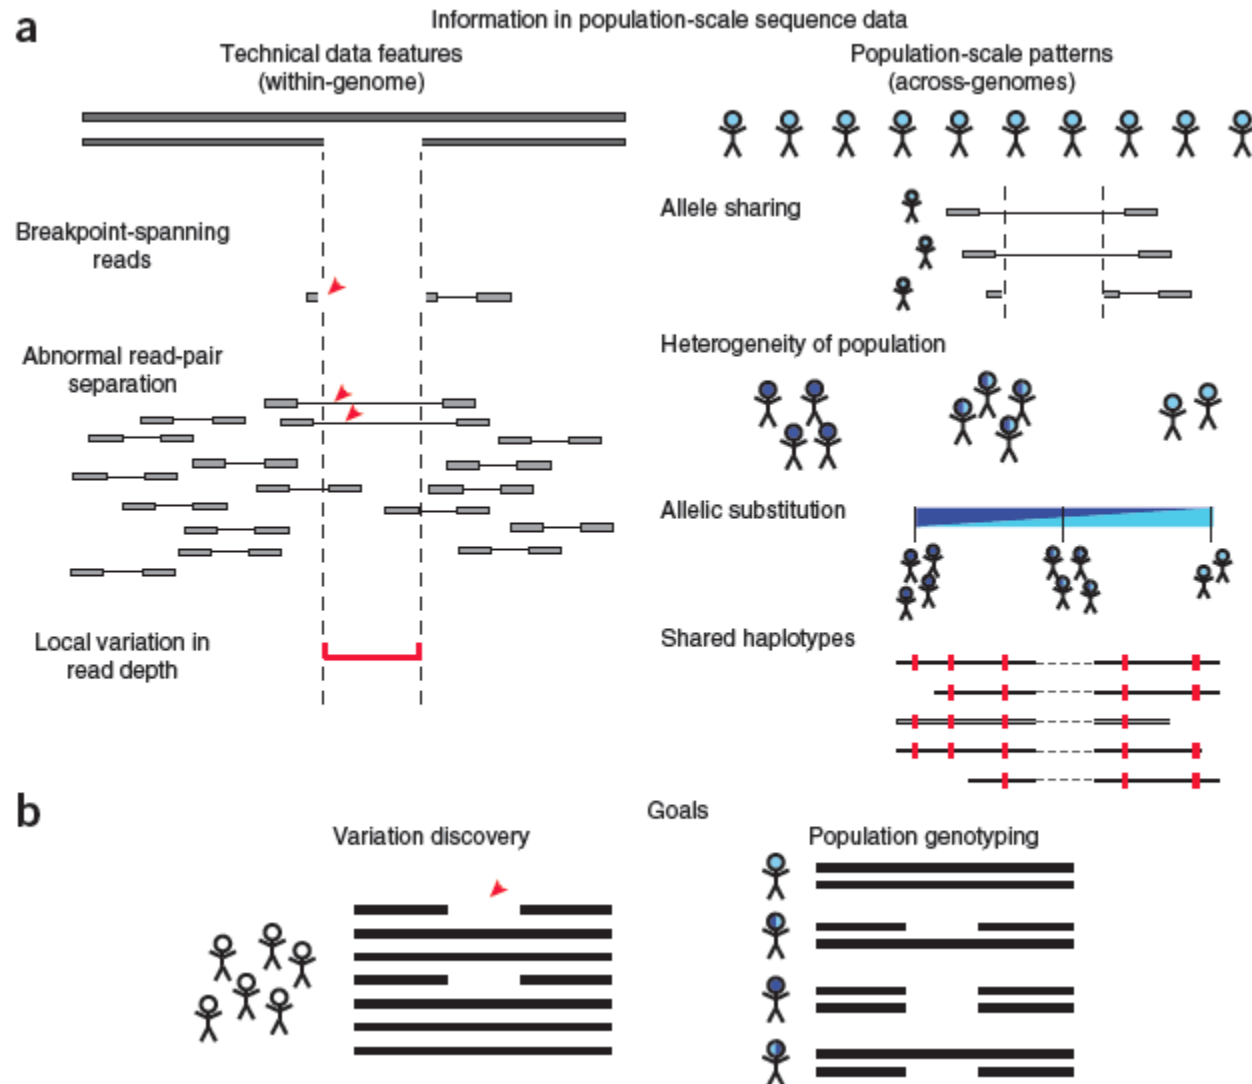 a
Information in population-scale sequence data
Technical data features
(within-genome)
Population-scale patterns
(across-genomes)
Breakpoint-spanning
reads
Abnormal read-pair
separation
Local variation in
read depth
Allele sharing
Heterogeneity of population
Allelic substitution
Shared haplotypes
b
Goals
Variation discovery
Population genotyping